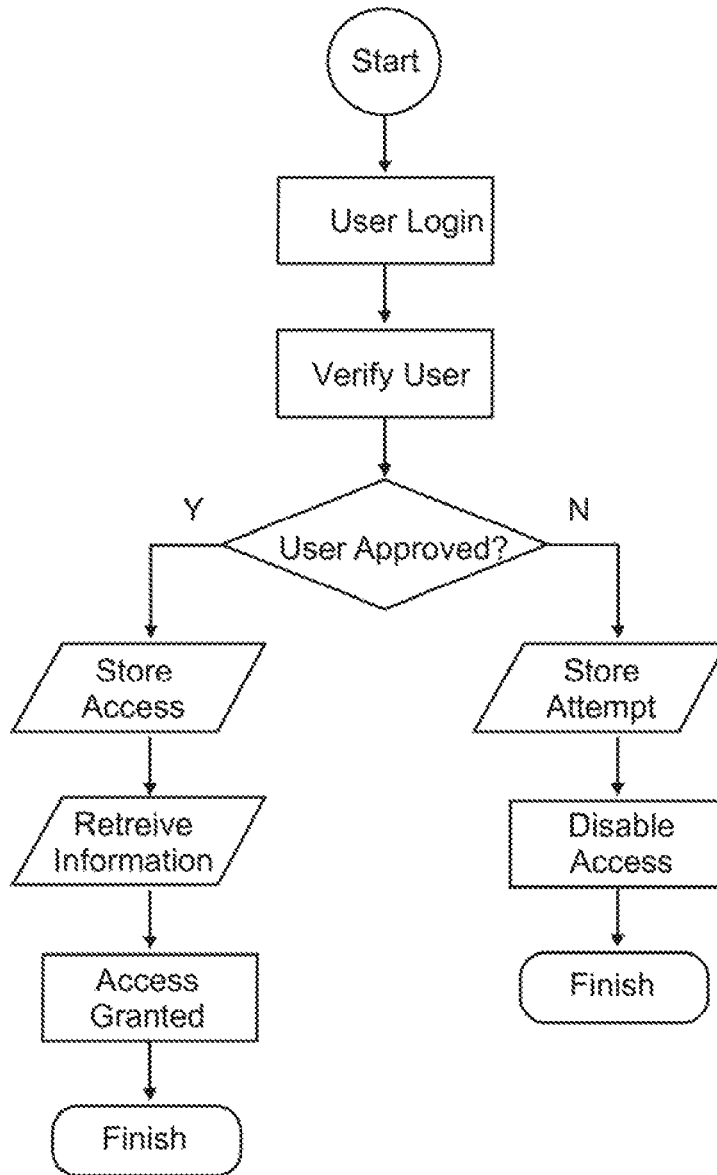 Start
User Login
Verify User
Y
N
User Approved?
Store
Access
Store
Attempt
Retreive
Information
Disable
Access
Access
Granted
Finish
Finish